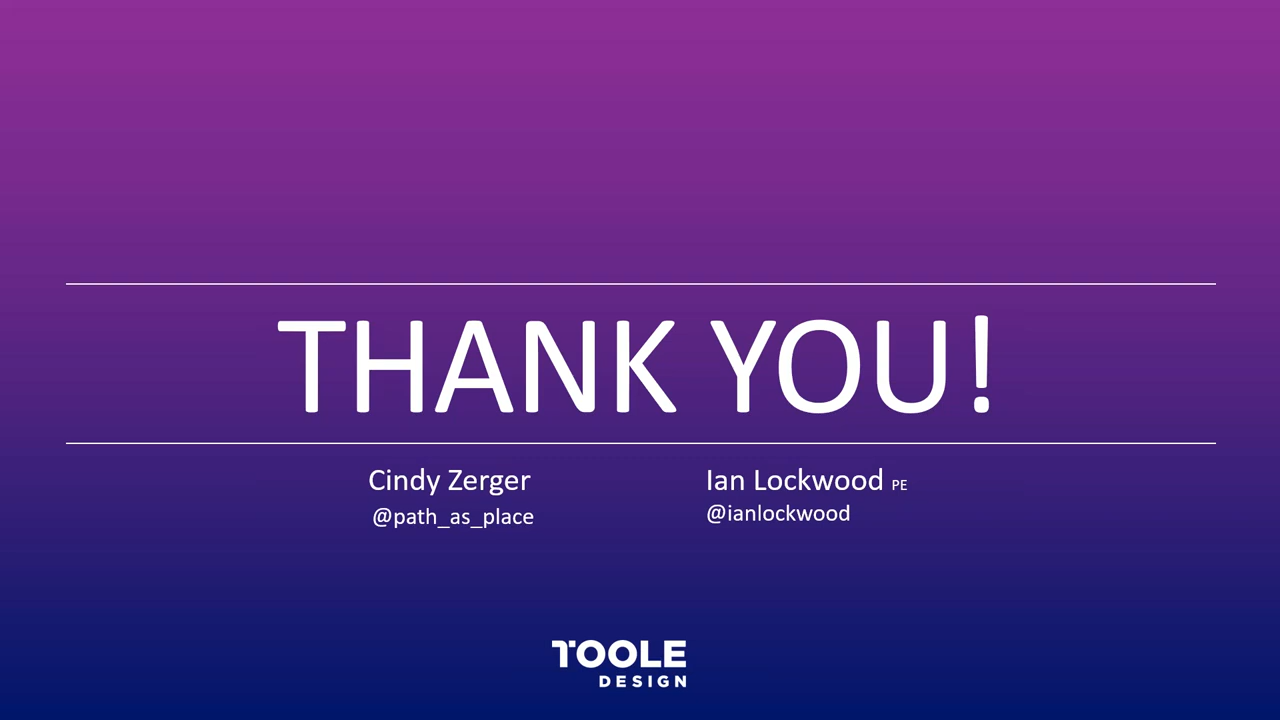 THANK YOU!
Cindy Zerger
@path_as_place
Ian Lockwood PE
@ianlockwood
TOOLE
DESIGN